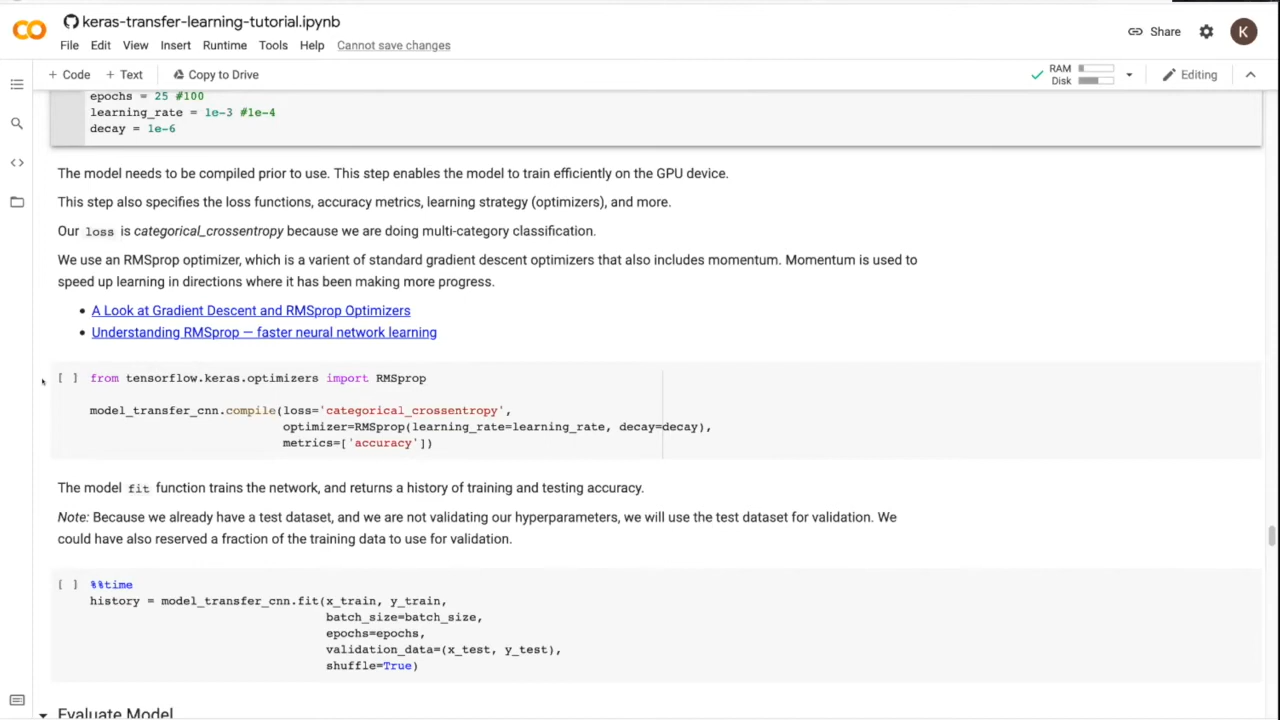 keras-transfer-learning-tutorial.ipynb
File Edit View Insert Runtime Tools Help Cannot save changes
Share
K
+ Code + Text Copy to Drive
RAM
Disk
Editing
epochs = 25 #100
learning_rate = 1e-3 #1e-4
decay = 1e-6
The model needs to be compiled prior to use. This step enables the model to train efficiently on the GPU device.
This step also specifies the loss functions, accuracy metrics, learning strategy (optimizers), and more.
Our loss is categorical_crossentropy because we are doing multi-category classification.
We use an RMSprop optimizer, which is a varient of standard gradient descent optimizers that also includes momentum. Momentum is used to
speed up learning in directions where it has been making more progress.
• A Look at Gradient Descent and RMSprop Optimizers
• Understanding RMSprop — faster neural network learning
[ ] from tensorflow.keras.optimizers import RMSprop
model_transfer_cnn.compile(loss='categorical_crossentropy',
optimizer=RMSprop(learning_rate=learning_rate, decay=decay),
metrics=['accuracy'])
The model fit function trains the network, and returns a history of training and testing accuracy.
Note: Because we already have a test dataset, and we are not validating our hyperparameters, we will use the test dataset for validation. We
could have also reserved a fraction of the training data to use for validation.
[ ] %%time
history = model_transfer_cnn.fit(x_train, y_train,
batch_size=batch_size,
epochs=epochs,
validation_data=(x_test, y_test),
shuffle=True)
Evaluate Model